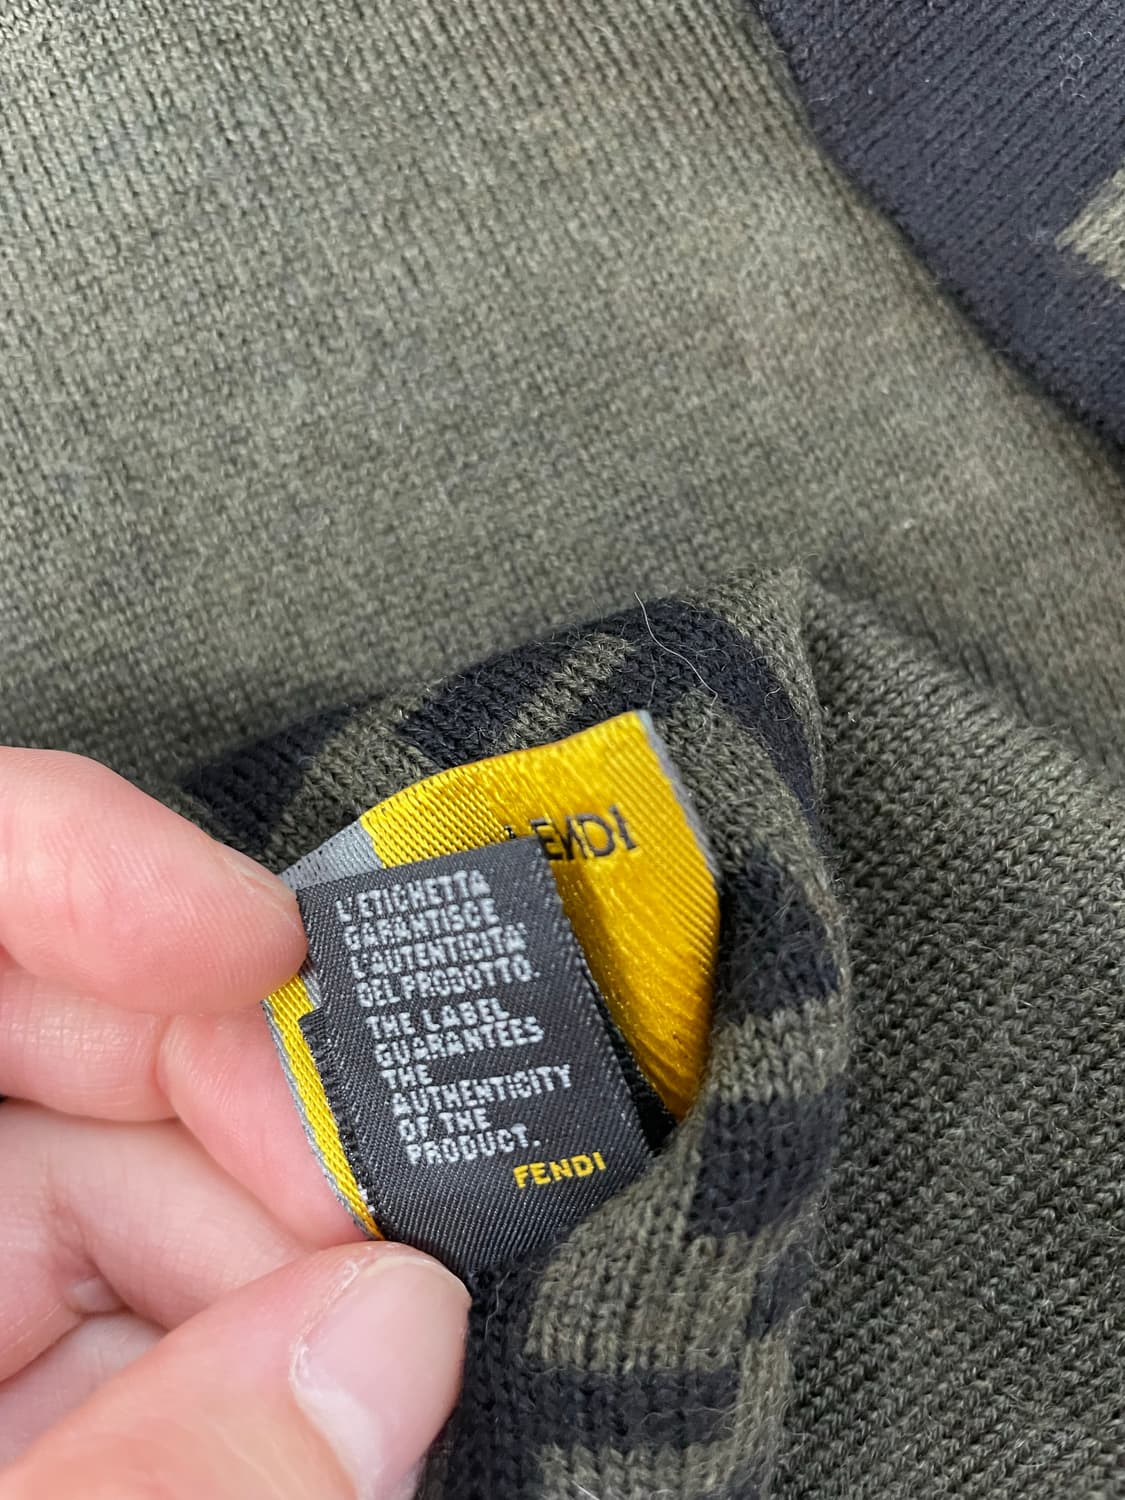 FENDI
L'ETICHETTA
GARANTISCE
L'AUTENTICITÀ
DEL PRODOTTO.
THE LABEL
GUARANTEES
THE
AUTHENTICITY
OF THE
PRODUCT.
FENDI